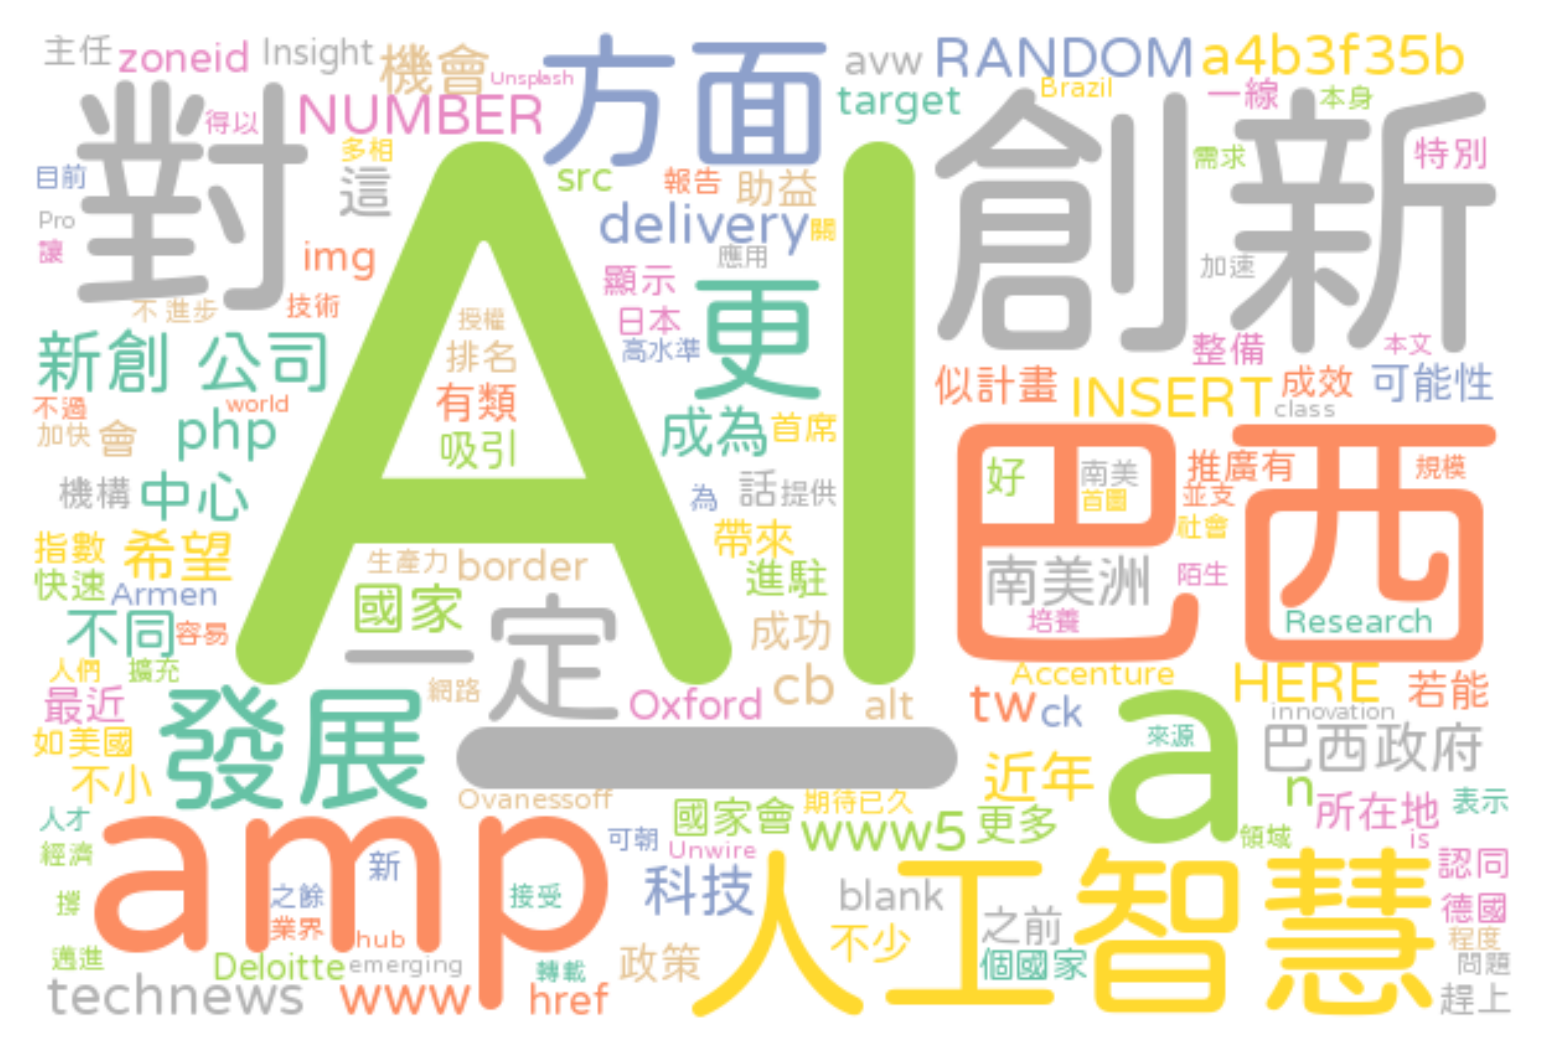 主任 zoneid Insight 機會 Unsplash 方面 avw RANDOM a4b3f35b
Brazil
得以 NUMBER target 一線 本身
對 多相 創新
目前 這 src 報告 助益 需求 特別
Pro delivery 關
讓 img 應用 加速
顯示 更
不 進步 技術 授權 日本
新創 公司 排名 高水準 整備 本文
AI
不過 world 有類 似計畫 INSERT 成效 可能性
class
加快 會 php 吸引 成為 首席
巴西
機構 中心 為 話 提供 好 南美 推廣有 規模
首圖 並支
指數 希望 帶來 社會
快速 Armen 生產力 border 進駐 南美洲 陌生
不同 容易 國家 一定 成功 培養 Research
人們 擴充 Accenture HERE 若能
最近 發展 網路 Oxford cb alt tw ck innovation
如美國 來源 巴西政府
不小 近年 a n
Ovanessoff 國家會 期待已久 www5 更多 所在地 表示
人才 amp 可朝 Unwire 領域 is
經濟 新 科技 人工智慧 認同
撐 之餘 接受 blank 之前 德國
業界 hub 不少 程度
邁進 Deloitte emerging 轉載 政策 個國家 問題
technews www href 趕上